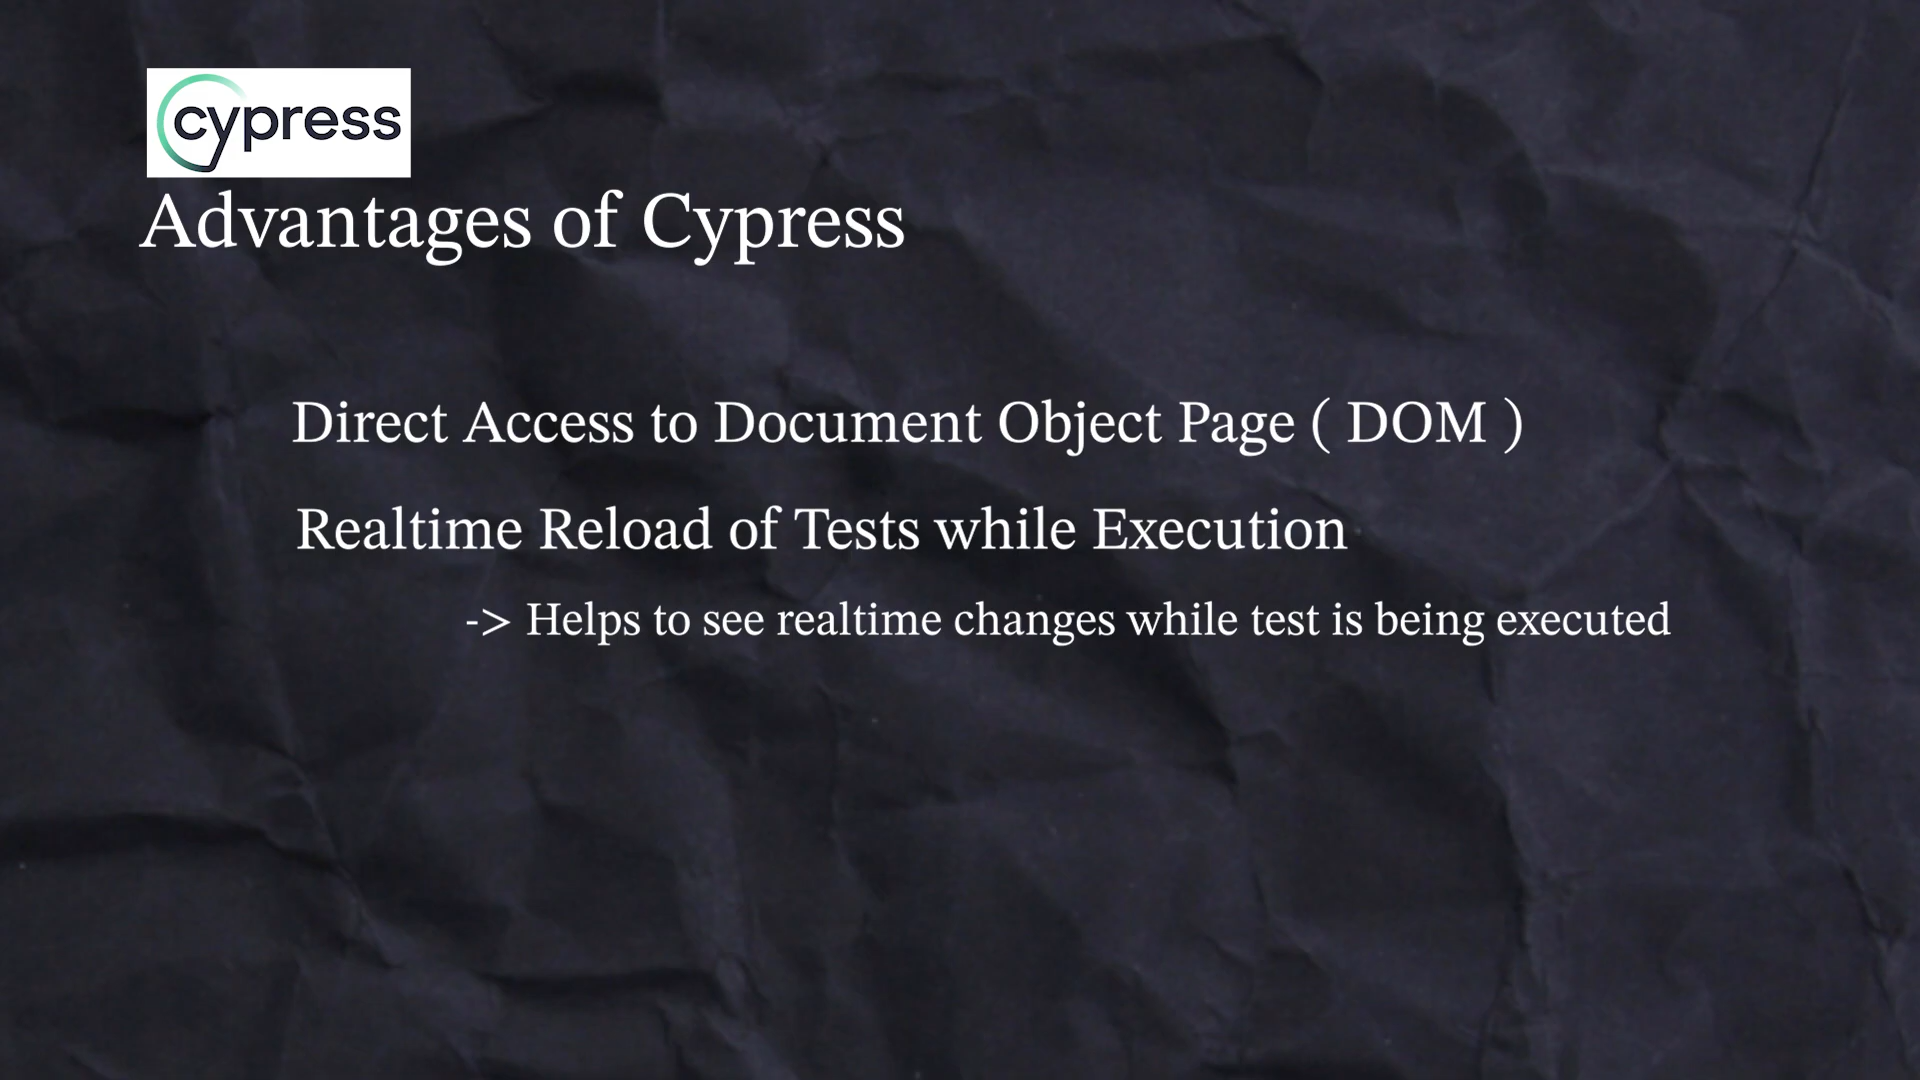 cypress
Advantages of Cypress
Direct Access to Document Object Page ( DOM )
Realtime Reload of Tests while Execution
-> Helps to see realtime changes while test is being executed